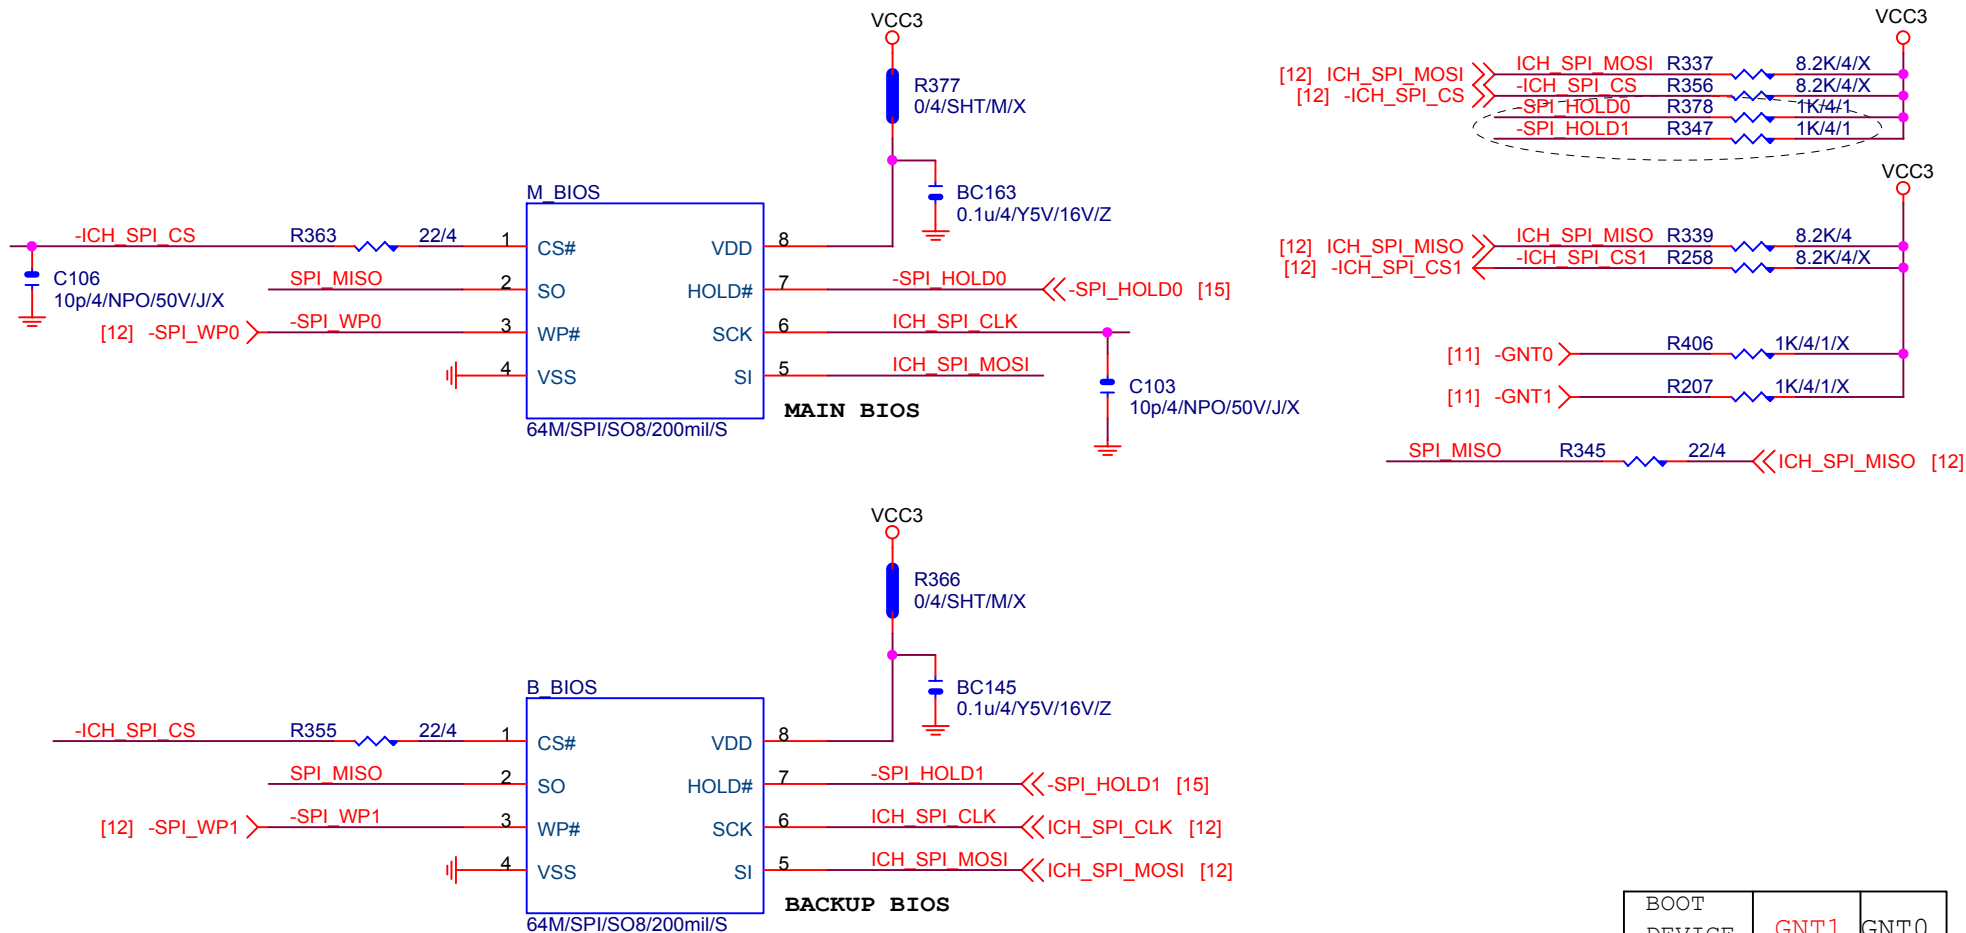 VCC3
R377
0/4/SHT/M/X
BC163
0.1u/4/Y5V/16V/Z
M_BIOS
-ICH_SPI_CS R363 22/4 1 CS# VDD 8
C106
10p/4/NPO/50V/J/X
SPI_MISO 2 SO HOLD# 7 -SPI_HOLD0 -SPI_HOLD0 [15]
[12] -SPI_WP0 -SPI_WP0 3 WP# SCK 6 ICH_SPI_CLK
4 VSS SI 5 ICH_SPI_MOSI
C103
10p/4/NPO/50V/J/X
MAIN BIOS
64M/SPI/SO8/200mil/S
VCC3
[12] ICH_SPI_MOSI ICH_SPI_MOSI R337 8.2K/4/X
[12] -ICH_SPI_CS -ICH_SPI_CS R356 8.2K/4/X
-SPI_HOLD0 R378 1K/4/1
-SPI_HOLD1 R347 1K/4/1
VCC3
[12] ICH_SPI_MISO ICH_SPI_MISO R339 8.2K/4
[12] -ICH_SPI_CS1 -ICH_SPI_CS1 R258 8.2K/4/X
[11] -GNT0 R406 1K/4/1/X
[11] -GNT1 R207 1K/4/1/X
SPI_MISO R345 22/4 ICH_SPI_MISO [12]
VCC3
R366
0/4/SHT/M/X
BC145
0.1u/4/Y5V/16V/Z
B_BIOS
-ICH_SPI_CS R355 22/4 1 CS# VDD 8
SPI_MISO 2 SO HOLD# 7 -SPI_HOLD1 -SPI_HOLD1 [15]
[12] -SPI_WP1 -SPI_WP1 3 WP# SCK 6 ICH_SPI_CLK ICH_SPI_CLK [12]
4 VSS SI 5 ICH_SPI_MOSI ICH_SPI_MOSI [12]
BACKUP BIOS
64M/SPI/SO8/200mil/S
BOOT
DEVICE GNT1 GNT0